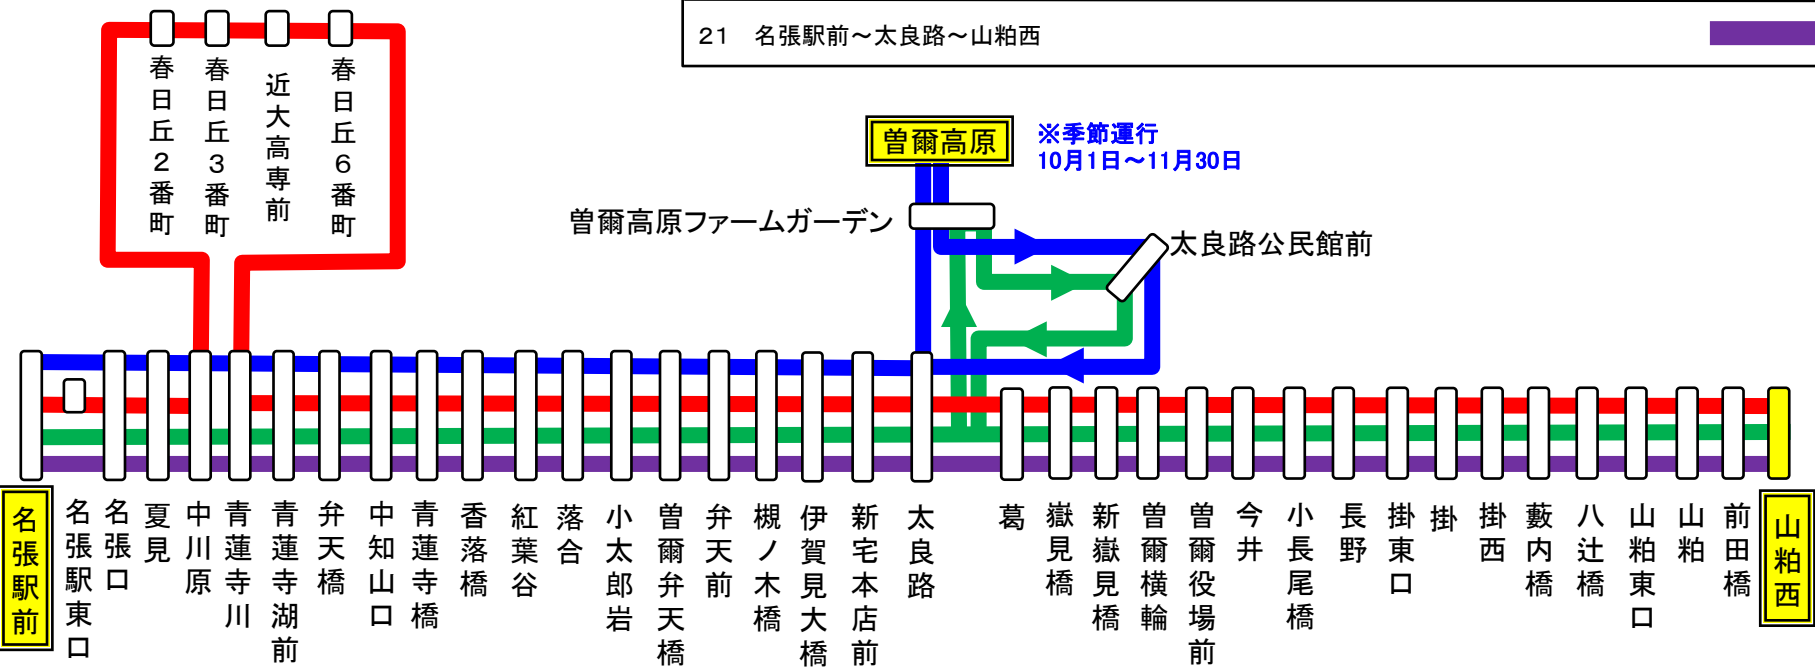 21 名張駅前～太良路～山粕西
春日丘2番町
春日丘3番町
近大高専前
春日丘6番町
曽爾高原
※季節運行
10月1日～11月30日
曽爾高原ファームガーデン
太良路公民館前
名張駅前
名張駅東口
名張口
夏見
中川原
青蓮寺川
青蓮寺湖前
弁天橋
中知山口
青蓮寺橋
香落橋
紅葉谷
落合
小太郎岩
曽爾弁天橋
弁天前
槻ノ木橋
伊賀見大橋
新宅本店前
太良路
葛
嶽見橋
新嶽見橋
曽爾横輪
曽爾役場前
今井
小長尾橋
長野
掛東口
掛
掛西
藪内橋
八辻橋
山粕東口
山粕
前田橋
山粕西